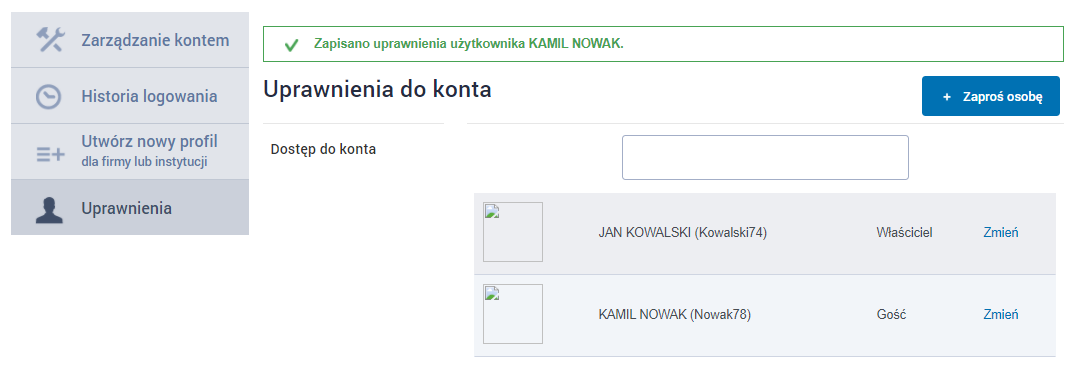 Zarządzanie kontem
Historia logowania
Utwórz nowy profil
dla firmy lub instytucji
Uprawnienia
Zapisano uprawnienia użytkownika KAMIL NOWAK.
Uprawnienia do konta
+ Zaproś osobę
Dostęp do konta
JAN KOWALSKI (Kowalski74) Właściciel Zmień
KAMIL NOWAK (Nowak78) Gość Zmień